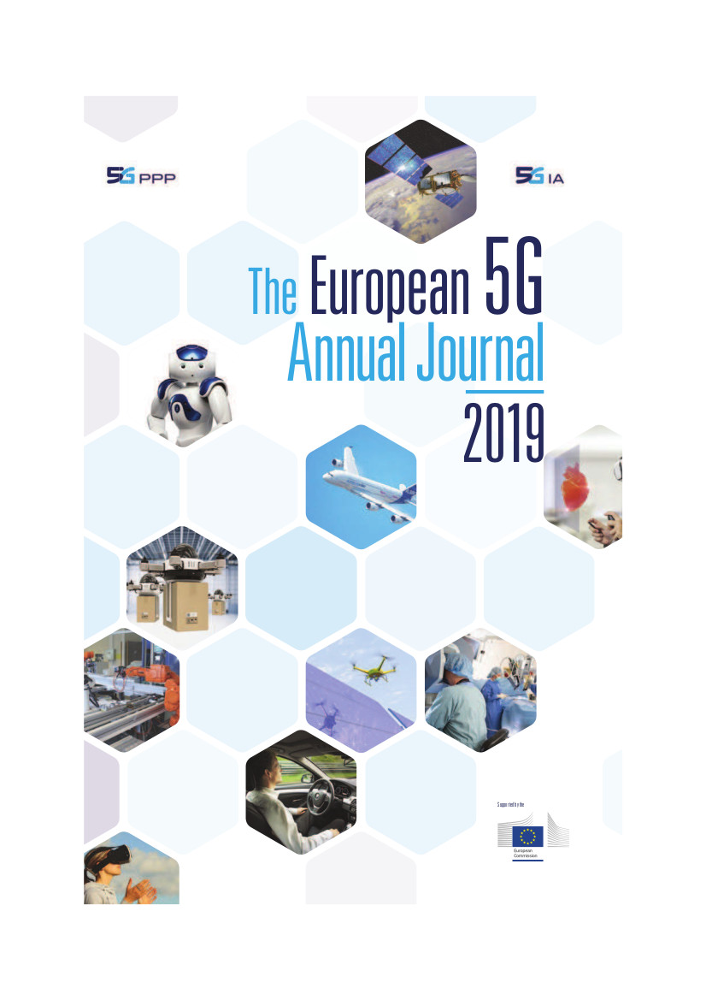 5G PPP
5G IA
The European 5G
Annual Journal
2019
Supported by the
European
Commission